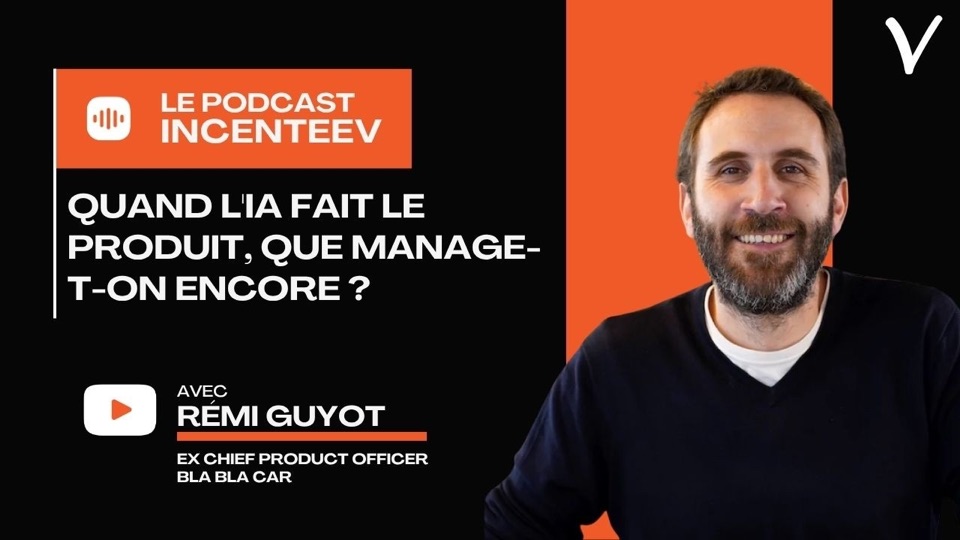 LE PODCAST
INCENTEEV
QUAND L'IA FAIT LE
PRODUIT, QUE MANAGE-
T-ON ENCORE ?
AVEC
RÉMI GUYOT
EX CHIEF PRODUCT OFFICER
BLA BLA CAR